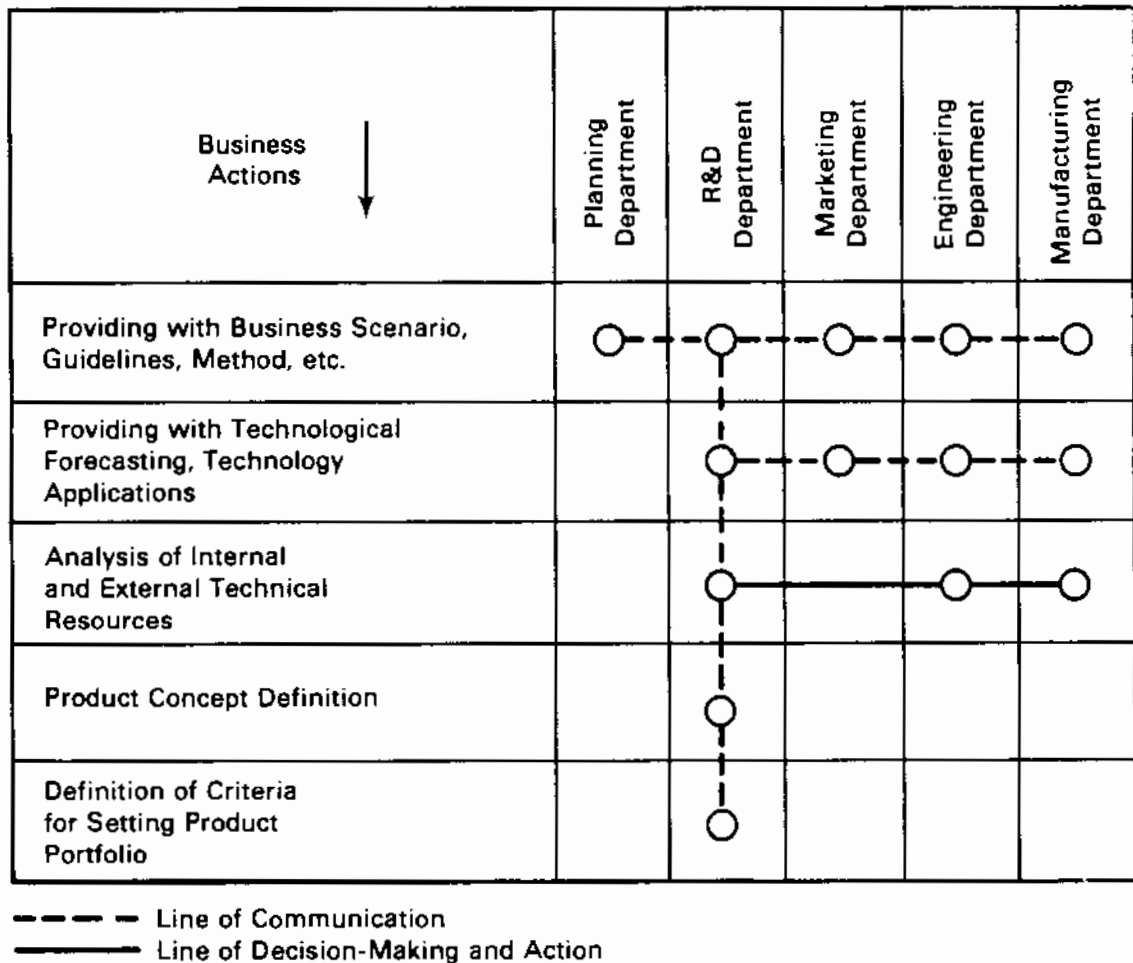 Business
Actions
Planning
Department
R&D
Department
Marketing
Department
Engineering
Department
Manufacturing
Department
Providing with Business Scenario,
Guidelines, Method, etc.
Providing with Technological
Forecasting, Technology
Applications
Analysis of Internal
and External Technical
Resources
Product Concept Definition
Definition of Criteria
for Setting Product
Portfolio
Line of Communication
Line of Decision-Making and Action